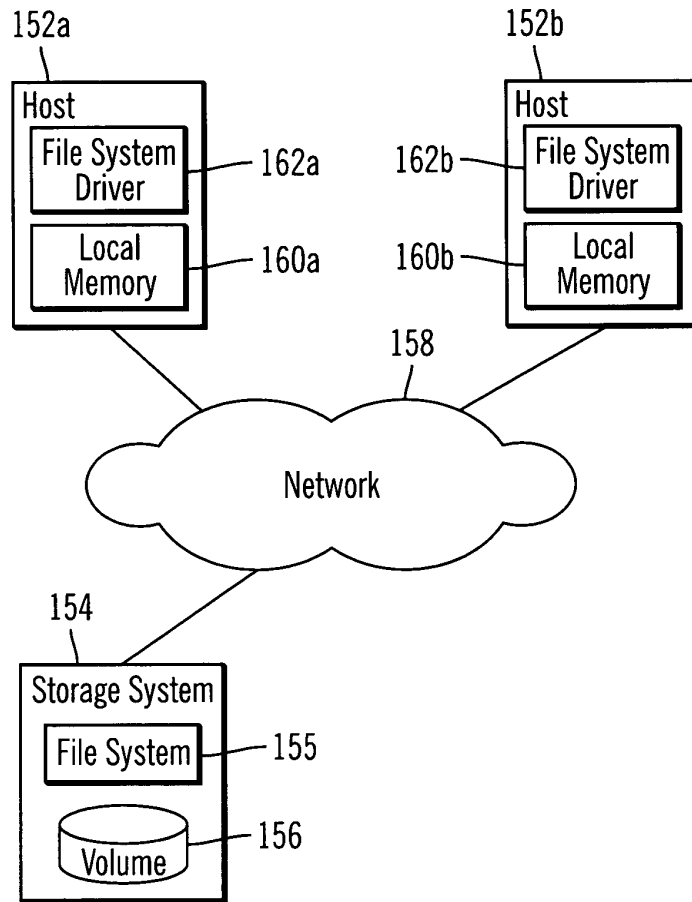 152a
152b
Host
File System
Driver
162a
Local
Memory
160a
Host
162b
File System
Driver
160b
Local
Memory
158
Network
154
Storage System
File System
155
Volume
156